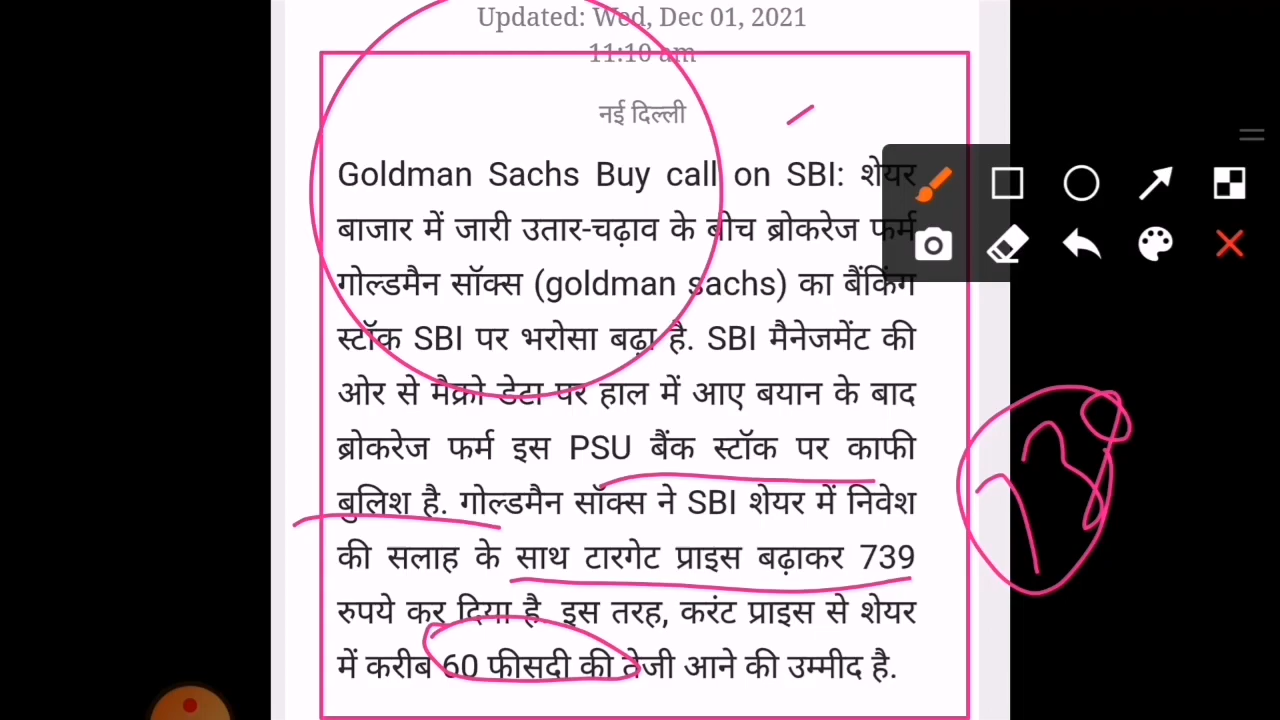 Updated: Wed, Dec 01, 2021
11:10 am
नई दिल्ली
Goldman Sachs Buy call on SBI: शेयर
बाजार में जारी उतार-चढ़ाव के बीच ब्रोकरेज फर्म
गोल्डमैन सॉक्स (goldman sachs) का बैंकिंग
स्टॉक SBI पर भरोसा बढ़ा है. SBI मैनेजमेंट की
ओर से मैक्रो डेटा पर हाल में आए बयान के बाद
ब्रोकरेज फर्म इस PSU बैंक स्टॉक पर काफी
बुलिश है. गोल्डमैन सॉक्स ने SBI शेयर में निवेश
की सलाह के साथ टारगेट प्राइस बढ़ाकर 739
रुपये कर दिया है. इस तरह, करंट प्राइस से शेयर
में करीब 60 फीसदी की तेजी आने की उम्मीद है.